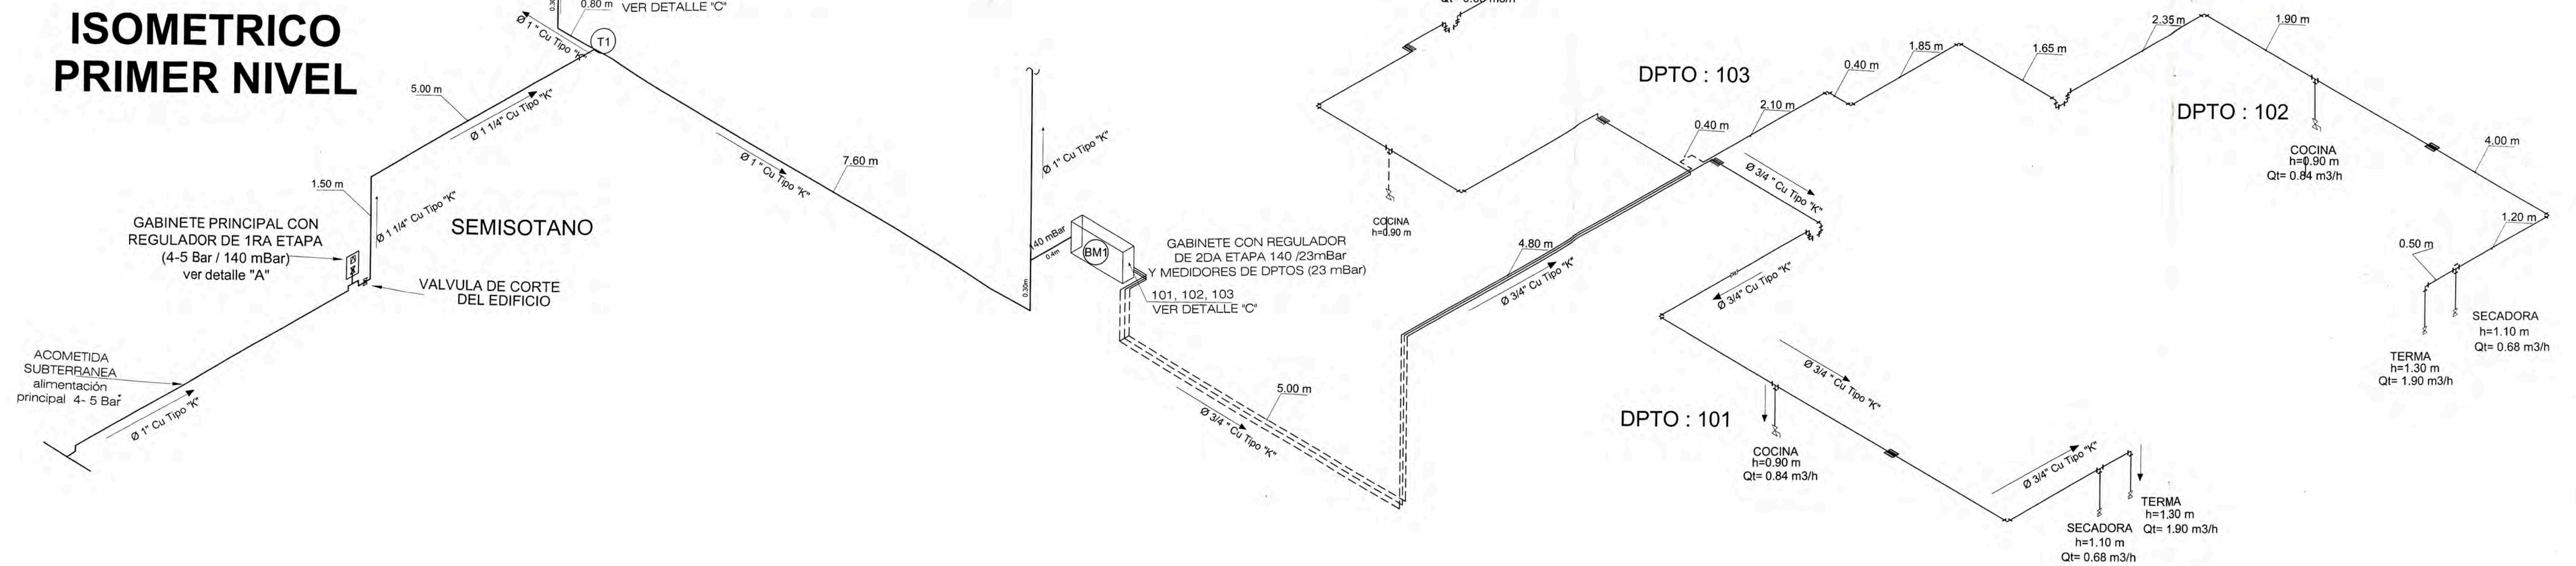 ISOMETRICO
PRIMER NIVEL
0.80 m
VER DETALLE "C"
Ø 1" Cu Tipo "K"
T1
5.00 m
Ø 1 1/4" Cu Tipo "K"
1.50 m
Ø 1 1/4" Cu Tipo "K"
SEMISOTANO
GABINETE PRINCIPAL CON
REGULADOR DE 1RA ETAPA
(4-5 Bar / 140 mBar)
ver detalle "A"
VALVULA DE CORTE
DEL EDIFICIO
ACOMETIDA
SUBTERRANEA
alimentación
principal 4- 5 Bar
Ø 1" Cu Tipo "K"
Ø 1" Cu Tipo "K"
7.60 m
Ø 1" Cu Tipo "K"
0.30m
140 mBar
0.4m
BM1
GABINETE CON REGULADOR
DE 2DA ETAPA 140 /23mBar
Y MEDIDORES DE DPTOS (23 mBar)
101, 102, 103
VER DETALLE "C"
5.00 m
Ø 3/4" Cu Tipo "K"
4.80 m
Ø 3/4" Cu Tipo "K"
COCINA
h=0.90 m
DPTO : 103
0.40 m
2.10 m
0.40 m
1.85 m
1.65 m
2.35 m
1.90 m
DPTO : 102
COCINA
h=0.90 m
Qt= 0.84 m3/h
4.00 m
1.20 m
0.50 m
SECADORA
h=1.10 m
Qt= 0.68 m3/h
TERMA
h=1.30 m
Qt= 1.90 m3/h
Ø 3/4" Cu Tipo "K"
Ø 3/4" Cu Tipo "K"
Ø 3/4" Cu Tipo "K"
DPTO : 101
COCINA
h=0.90 m
Qt= 0.84 m3/h
Ø 3/4" Cu Tipo "K"
TERMA
h=1.30 m
Qt= 1.90 m3/h
SECADORA
h=1.10 m
Qt= 0.68 m3/h